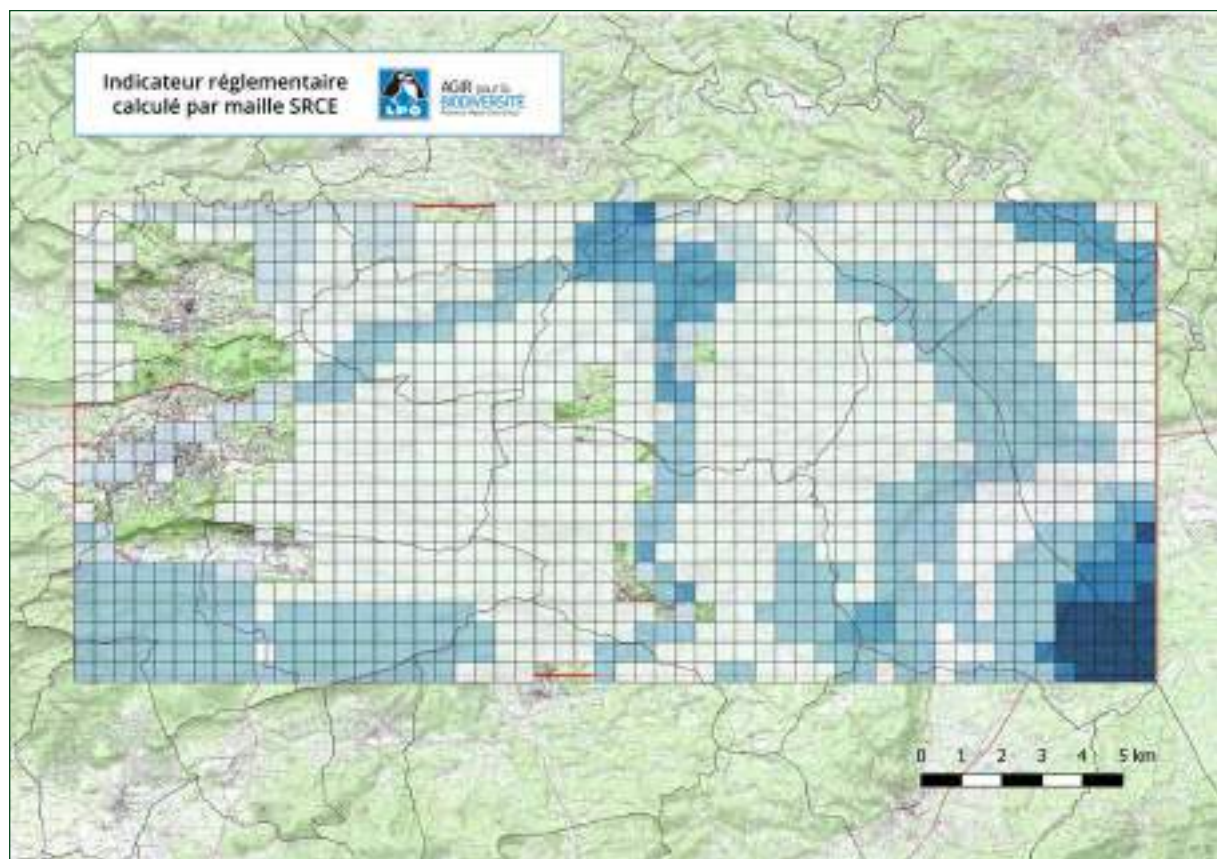 Indicateur réglementaire
calculé par maille SRCE
LPO
AGIR pour la
BIODIVERSITÉ
0 1 2 3 4 5 km